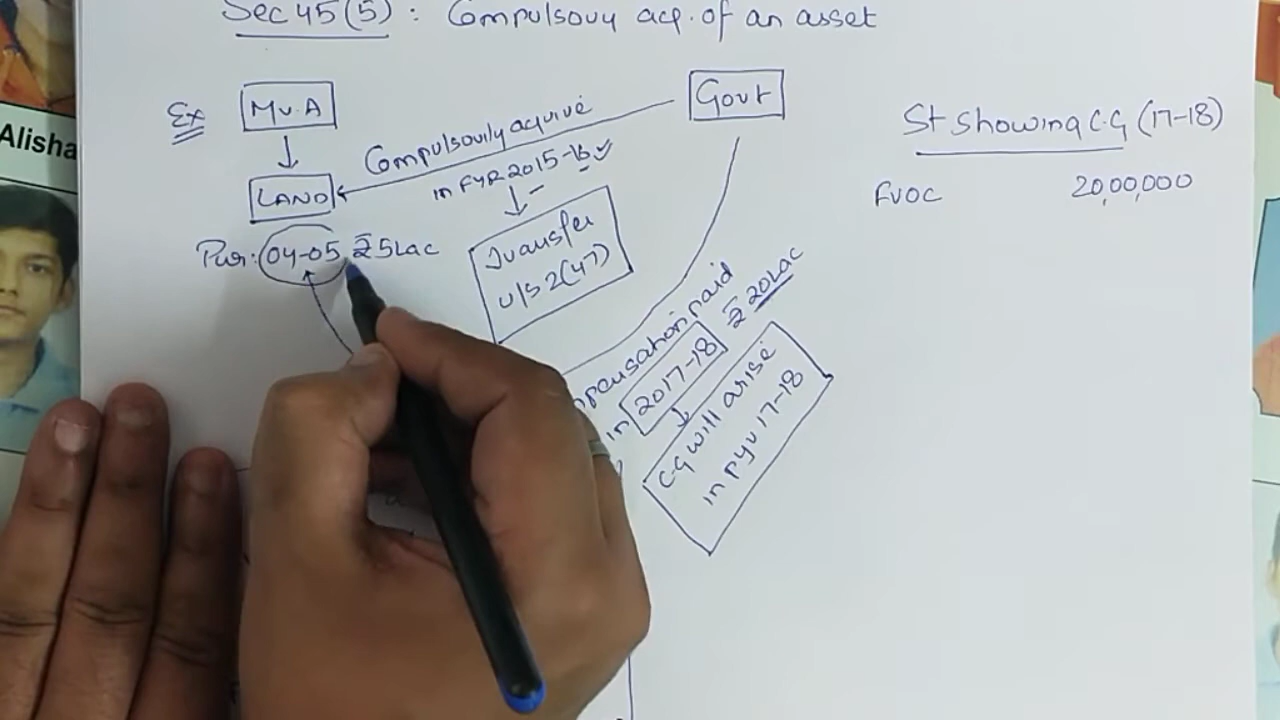 Sec 45(5) : Compulsory acq. of an asset
Ex
Mr. A
LAND
Pur: 04-05 ₹ 5Lac
Compulsorily acquire
in FYR 2015-16 ✓
Transfer
u/s 2(47)
Govt
paid
in 2017-18 ₹ 20Lac
C.G will arise
in pyr 17-18
St Showing C.G (17-18)
FVOC 20,00,000
Alisha